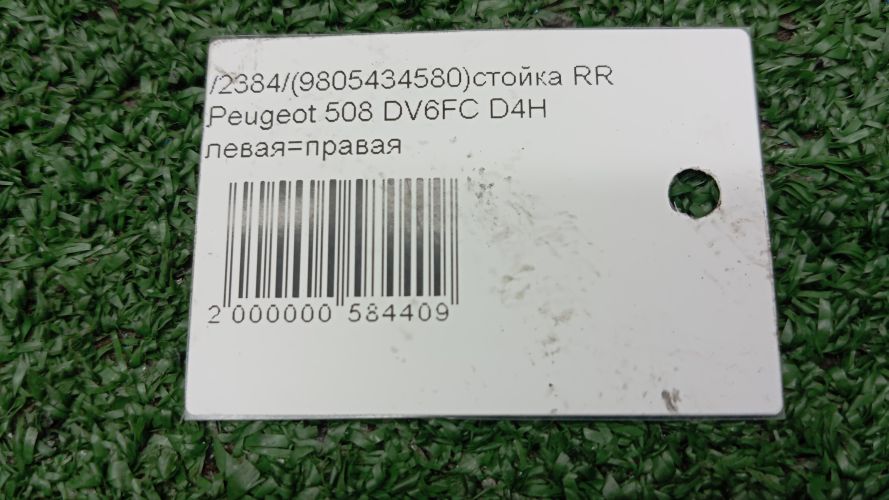 /2384/(9805434580)стойка RR
Peugeot 508 DV6FC D4H
левая=правая
2 000000 584409